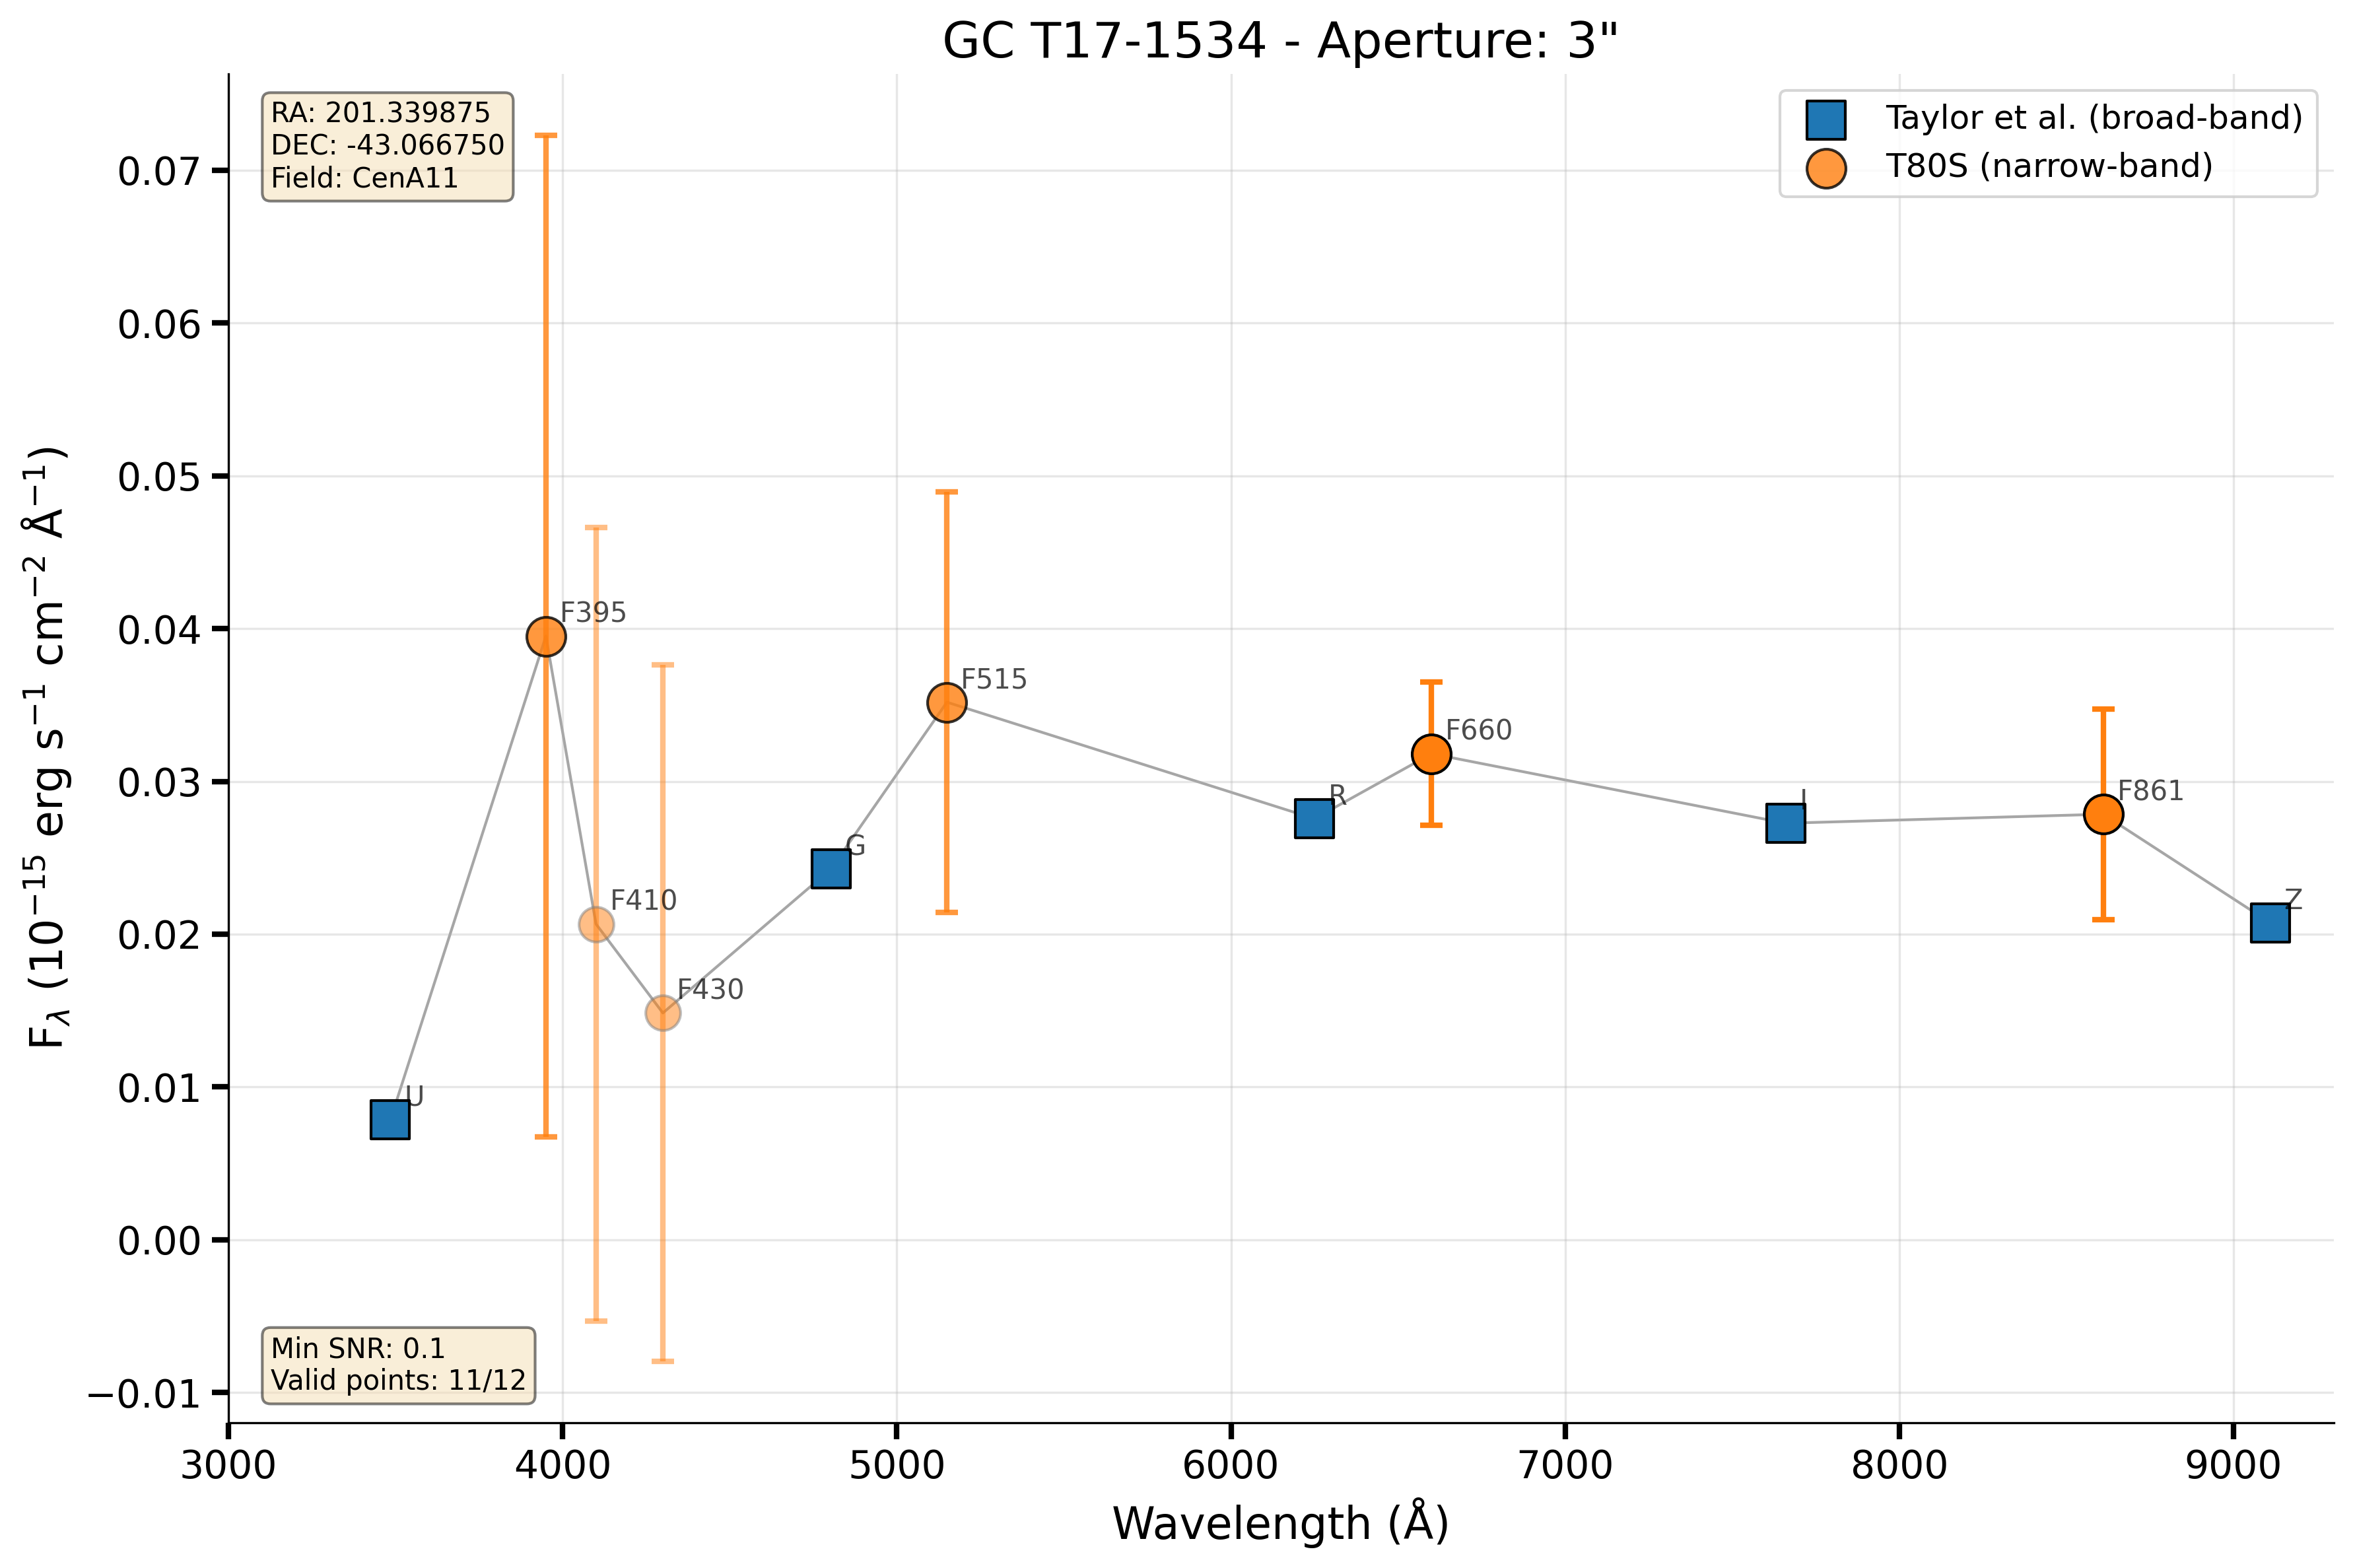 GC T17-1534 - Aperture: 3"
RA: 201.339875
DEC: -43.066750
Field: CenA11
Taylor et al. (broad-band)
T80S (narrow-band)
0.07
0.06
0.05
0.04
0.03
0.02
0.01
0.00
−0.01
F_λ (10⁻¹⁵ erg s⁻¹ cm⁻² Å⁻¹)
F395
F515
F660
R
I
F861
G
F410
Z
F430
U
Min SNR: 0.1
Valid points: 11/12
3000 4000 5000 6000 7000 8000 9000
Wavelength (Å)